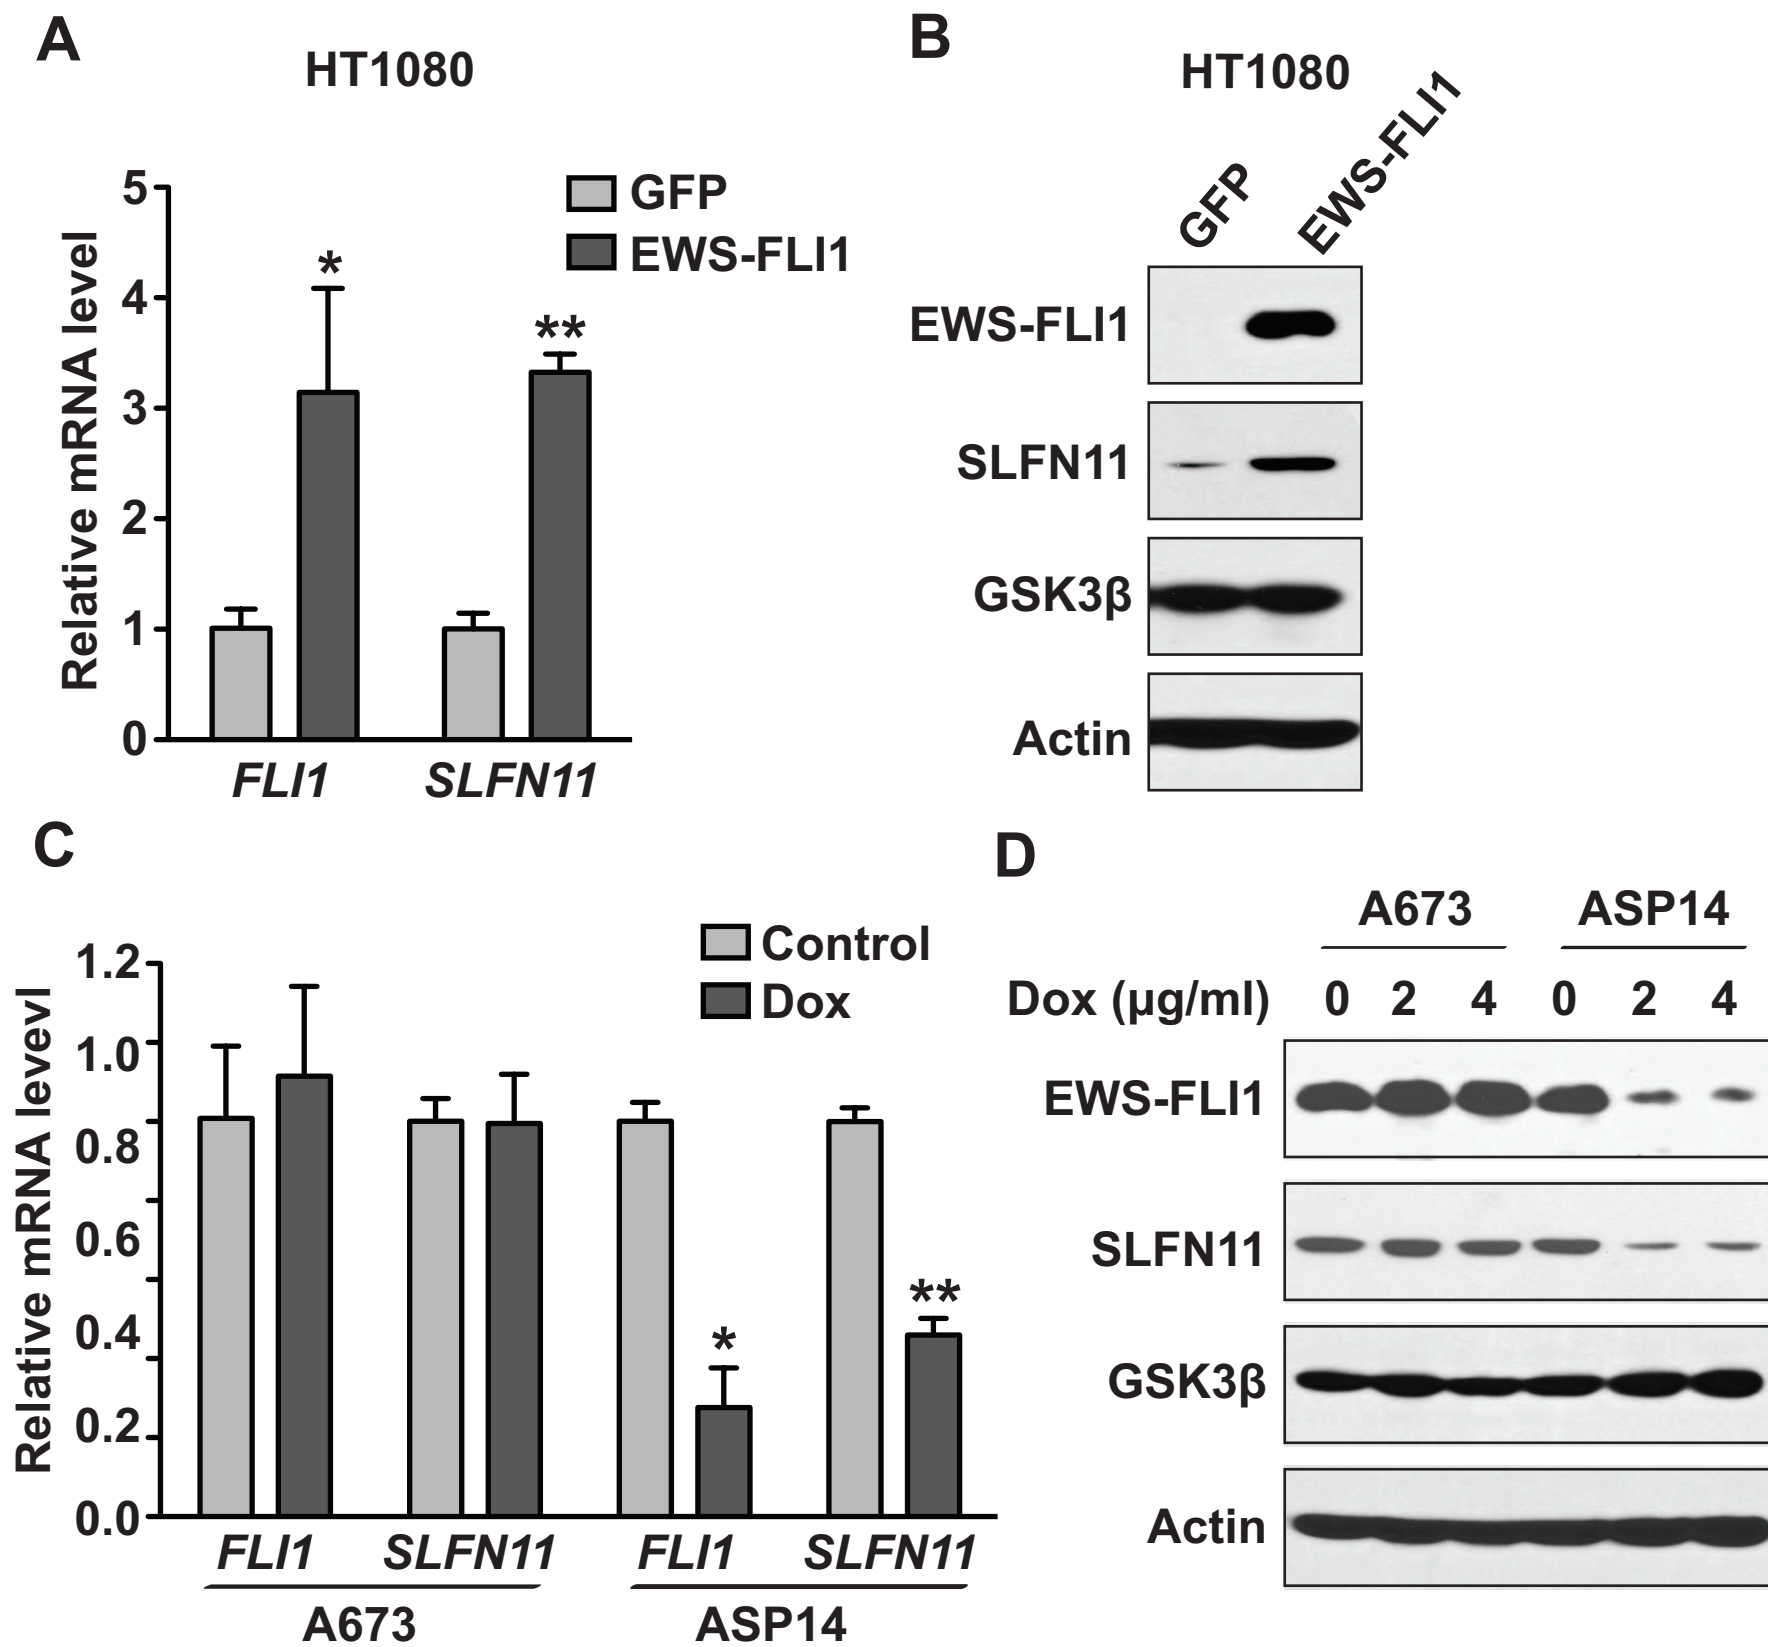 A
HT1080
5
4
3
2
1
0
Relative mRNA level
*
**
GFP
EWS-FLI1
FLI1 SLFN11
B
HT1080
GFP EWS-FLI1
EWS-FLI1
SLFN11
GSK3β
Actin
C
1.2
1.0
0.8
0.6
0.4
0.2
0.0
Relative mRNA levevl
Control
Dox
*
**
FLI1 SLFN11 FLI1 SLFN11
A673 ASP14
D
A673 ASP14
Dox (µg/ml) 0 2 4 0 2 4
EWS-FLI1
SLFN11
GSK3β
Actin